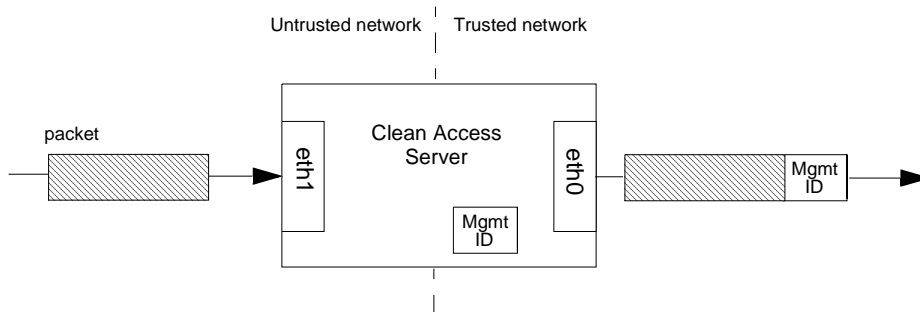 Untrusted network
Trusted network
packet
eth1
Clean Access
Server
Mgmt
ID
eth0
Mgmt
ID